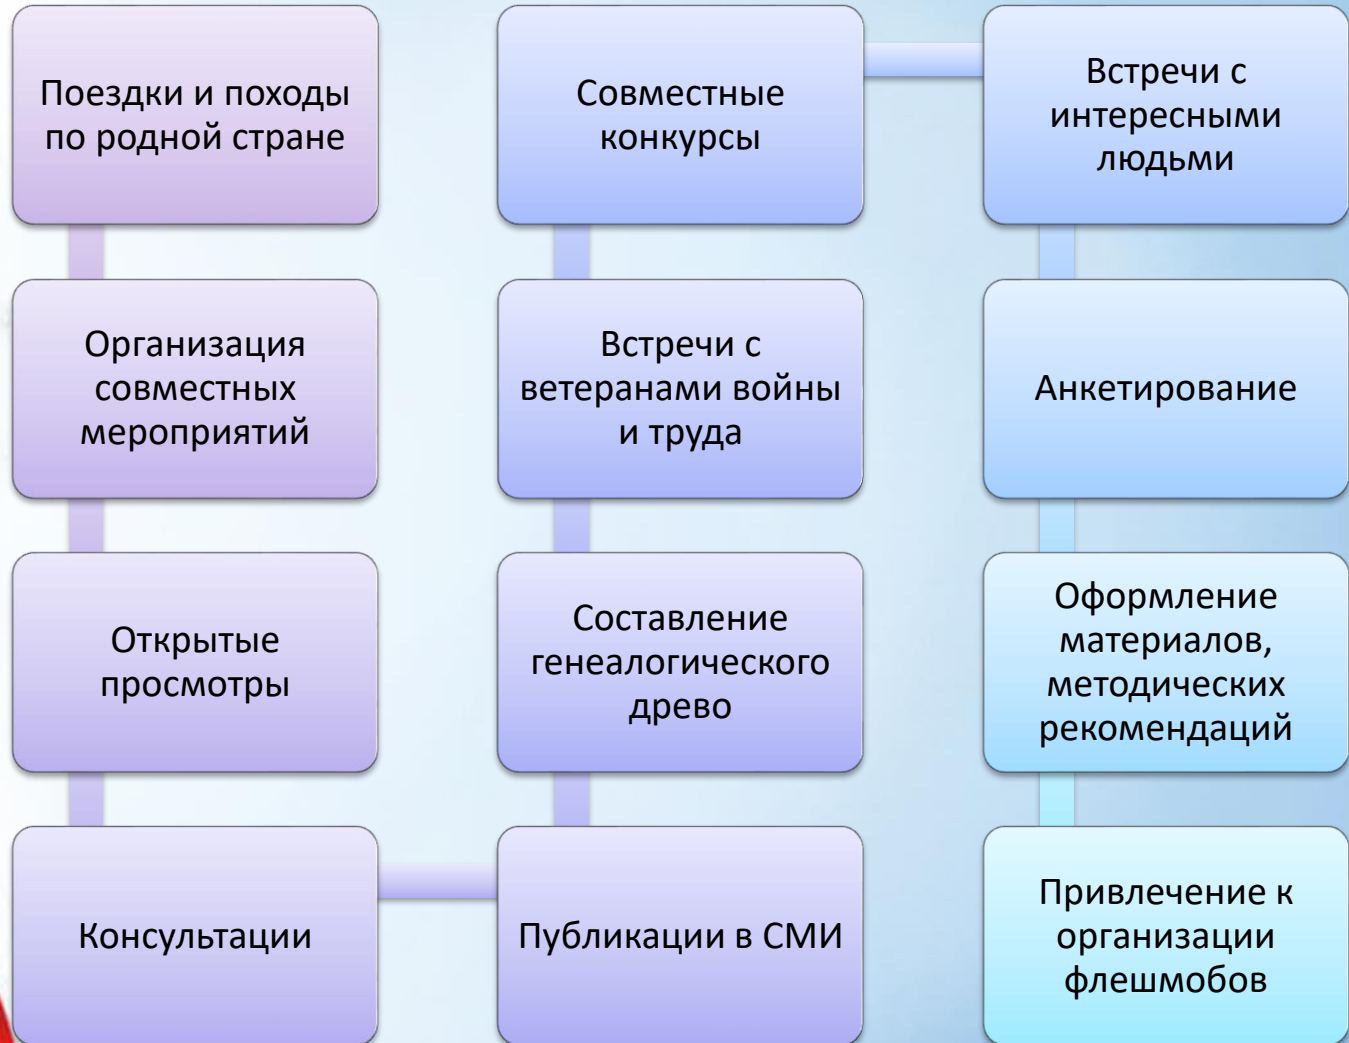 Поездки и походы
по родной стране
Организация
совместных
мероприятий
Открытые
просмотры
Консультации
Публикации в СМИ
Составление
генеалогического
древо
Встречи с
ветеранами войны
и труда
Совместные
конкурсы
Встречи с
интересными
людьми
Анкетирование
Оформление
материалов,
методических
рекомендаций
Привлечение к
организации
флешмобов